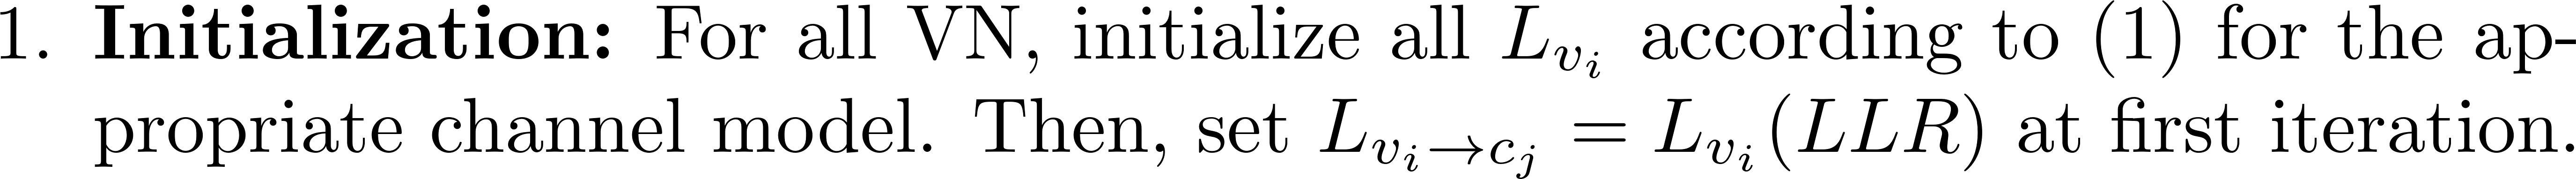 1. Initialization: For all VN, initialize all $L_{v_i}$ according to (1) for the ap-
propriate channel model. Then, set $L_{v_i \to c_j} = L_{v_i}(LLR)$ at first iteration.